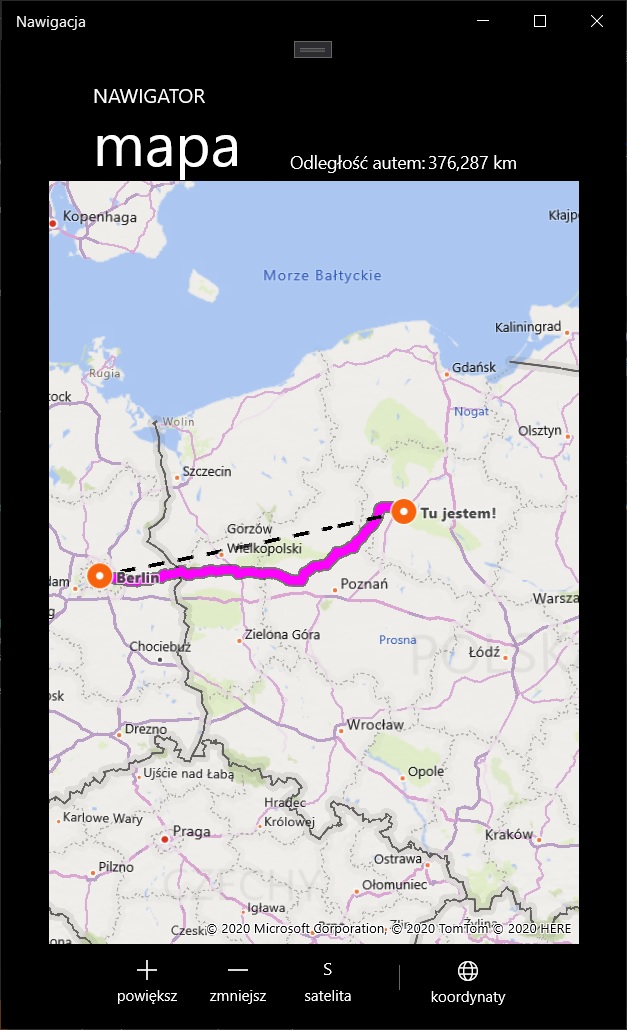 Nawigacja
NAWIGATOR
mapa
Odległość autem: 376,287 km
Kopenhaga
Kłajp
Morze Bałtyckie
Kaliningrad
Gdańsk
Rugia
tock
Nogat
Wolin
Olsztyn
Szczecin
Tu jestem!
Gorzów
Wielkopolski
Berlin
dam
Poznań
g
Warsza
Zielona Góra
Prosna
POLSK
Chociebuż
Łódź
sk
Drezno
Wrocław
Ujście nad Łabą
Opole
Hradec
Królowej
Karlowe Wary
Praga
Kraków
Ostrawa
Pilzno
CZECHY
Ołomuniec
Igława
Czeski
Żylina
ona
© 2020 Microsoft Corporation, © 2020 TomTom © 2020 HERE
S
powiększ
zmniejsz
satelita
koordynaty